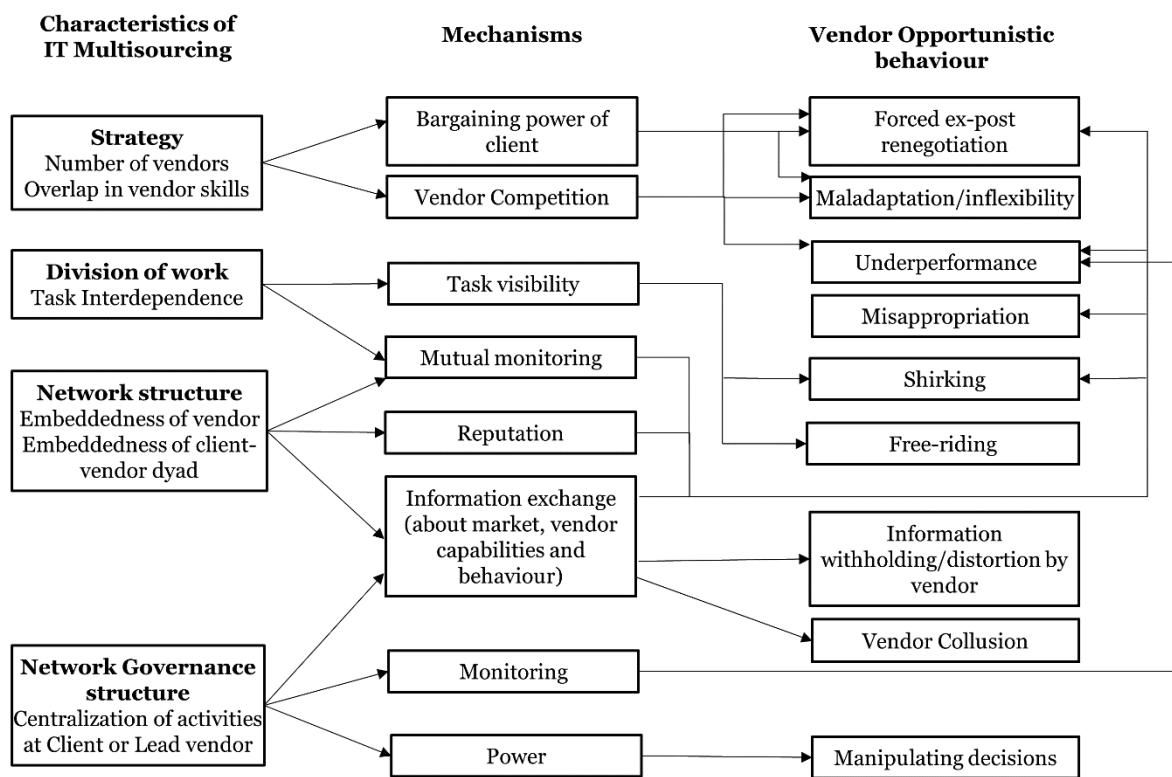 Characteristics of
IT Multisourcing
Mechanisms
Vendor Opportunistic
behaviour
Strategy
Number of vendors
Overlap in vendor skills
Division of work
Task Interdependence
Network structure
Embeddedness of vendor
Embeddedness of client-
vendor dyad
Network Governance
structure
Centralization of activities
at Client or Lead vendor
Bargaining power of
client
Vendor Competition
Task visibility
Mutual monitoring
Reputation
Information exchange
(about market, vendor
capabilities and
behaviour)
Monitoring
Power
Forced ex-post
renegotiation
Maladaptation/inflexibility
Underperformance
Misappropriation
Shirking
Free-riding
Information
withholding/distortion by
vendor
Vendor Collusion
Manipulating decisions